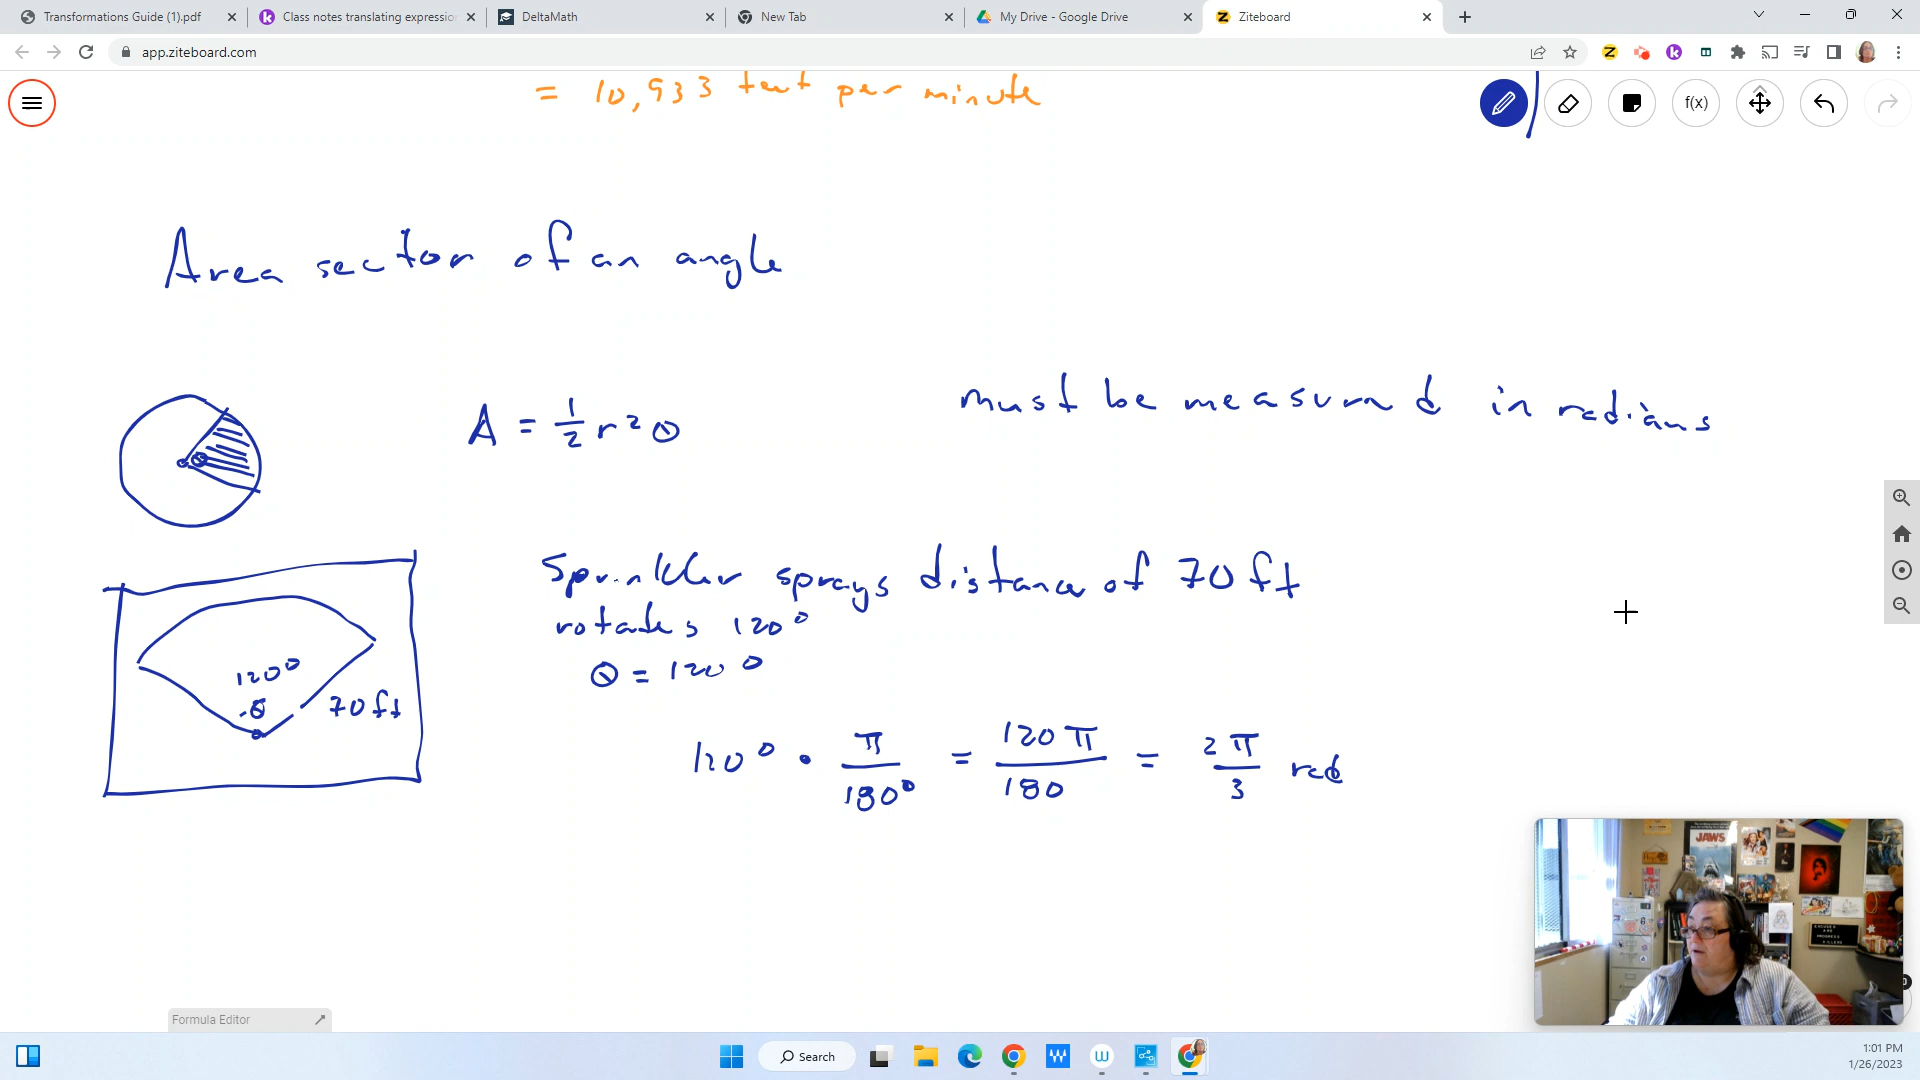 Transformations Guide (1).pdf
Class notes translating expressio
DeltaMath
New Tab
My Drive - Google Drive
Ziteboard
app.ziteboard.com
= 10,933 feet per minute
f(x)
Area sector of an angle
A = 1/2 r² θ
must be measured in radians
Sprinkler sprays distance of 70 ft
rotates 120°
θ = 120°
120°
θ
70 ft
120° • π/180° = 120π/180 = 2π/3 rad
JAWS
Formula Editor
Search
1:01 PM
1/26/2023